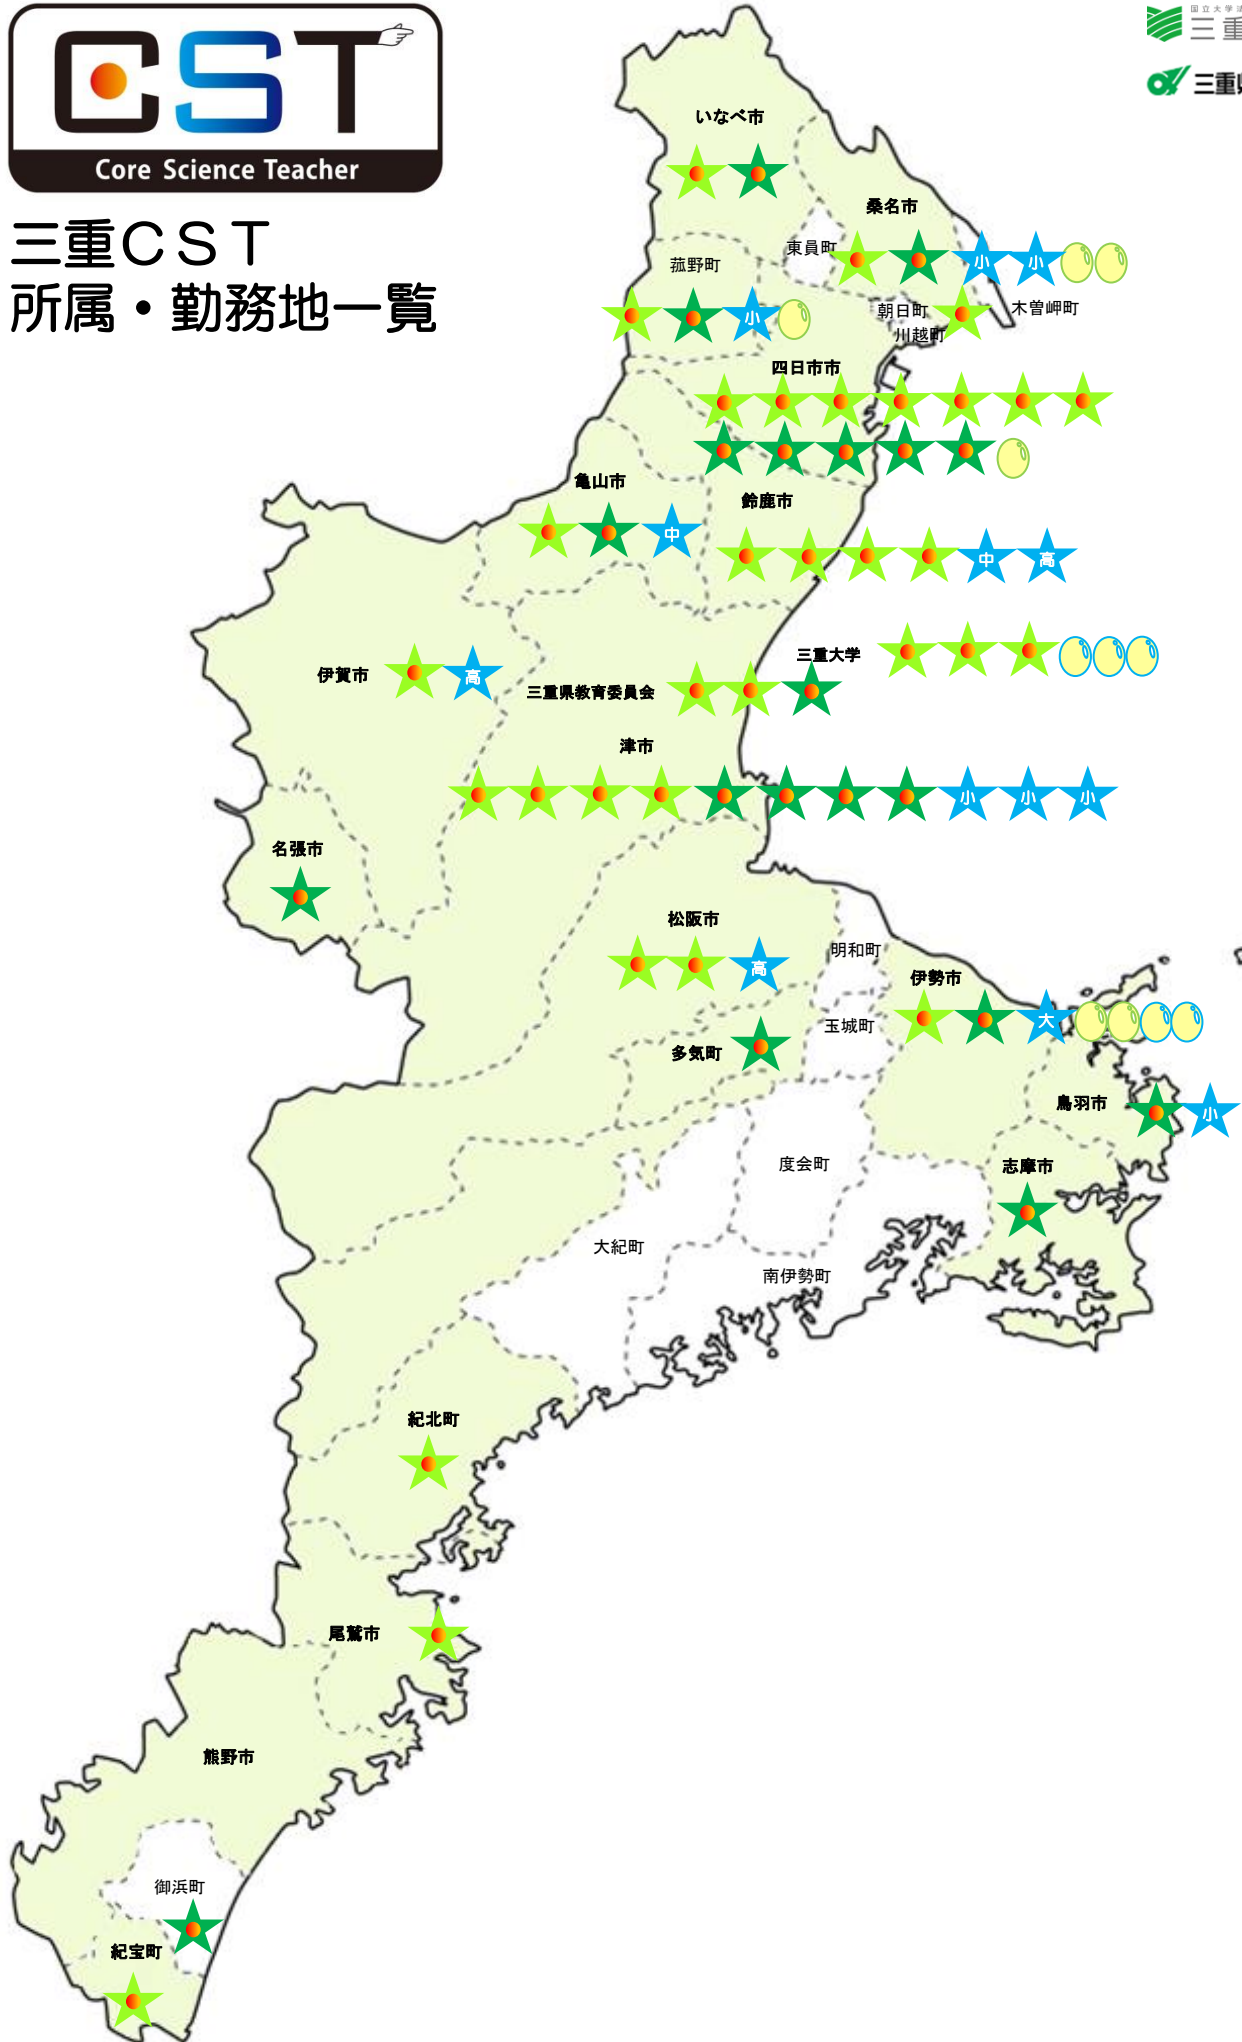 CST
Core Science Teacher
三重CST
所属・勤務地一覧
三重
三重県
いなべ市
桑名市
東員町
小 小
菰野町
小
朝日町
木曽岬町
川越町
四日市市
亀山市
中
鈴鹿市
中 高
三重大学
伊賀市
高
三重県教育委員会
津市
小 小 小
名張市
松阪市
高
明和町
伊勢市
大
玉城町
多気町
鳥羽市
小
度会町
志摩市
大紀町
南伊勢町
紀北町
尾鷲市
熊野市
御浜町
紀宝町